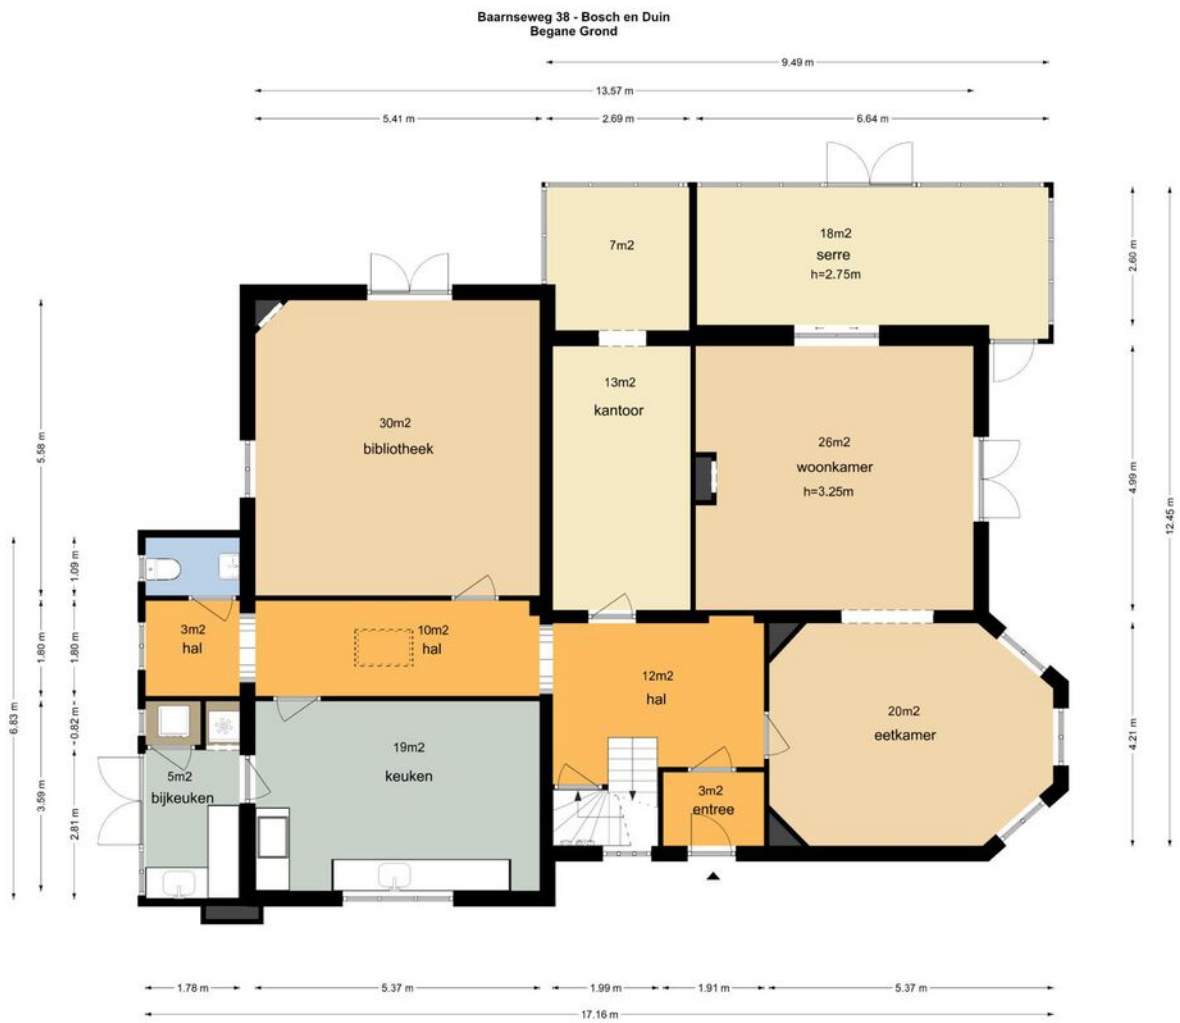 Baarnseweg 38 - Bosch en Duin
Begane Grond
9.49 m
13.57 m
5.41 m
2.69 m
6.64 m
7m2
18m2
serre
h=2.75m
2.60 m
13m2
kantoor
30m2
bibliotheek
26m2
woonkamer
h=3.25m
5.58 m
4.99 m
12.45 m
1.09 m
3m2
hal
10m2
hal
12m2
hal
1.80 m
1.80 m
20m2
eetkamer
4.21 m
6.83 m
0.82 m
19m2
keuken
5m2
bijkeuken
3m2
entree
3.59 m
2.81 m
1.78 m
5.37 m
1.99 m
1.91 m
5.37 m
17.16 m